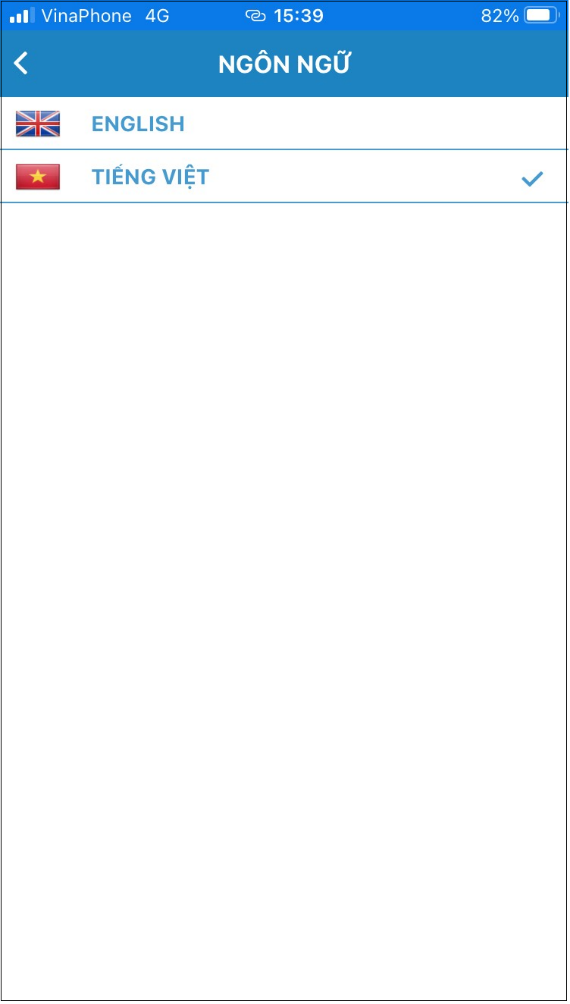 VinaPhone 4G 15:39 82%
NGÔN NGỮ
ENGLISH
TIẾNG VIỆT